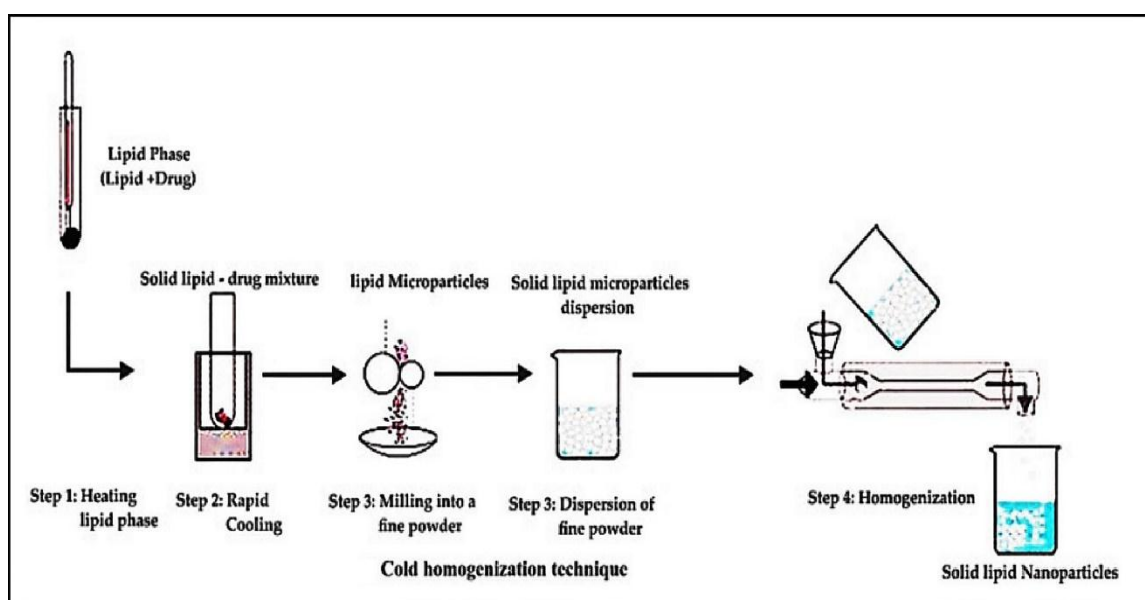 Lipid Phase
(Lipid +Drug)
Solid lipid - drug mixture
lipid Microparticles
Solid lipid microparticles
dispersion
Step 1: Heating
lipid phase
Step 2: Rapid
Cooling
Step 3: Milling into a
fine powder
Step 3: Dispersion of
fine powder
Step 4: Homogenization
Solid lipid Nanoparticles
Cold homogenization technique